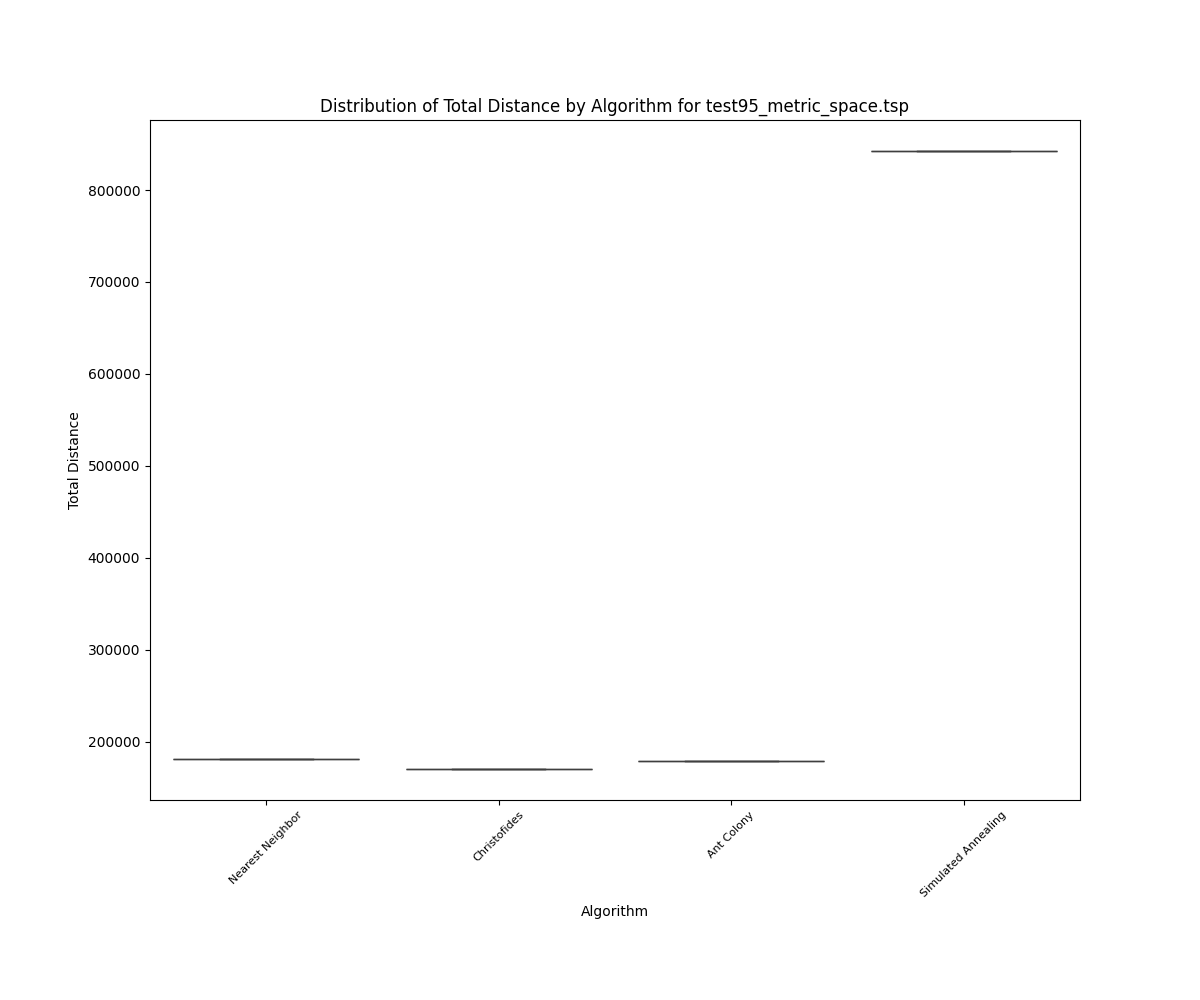 Distribution of Total Distance by Algorithm for test95_metric_space.tsp
Total Distance
800000
700000
600000
500000
400000
300000
200000
Nearest Neighbor
Christofides
Ant Colony
Simulated Annealing
Algorithm